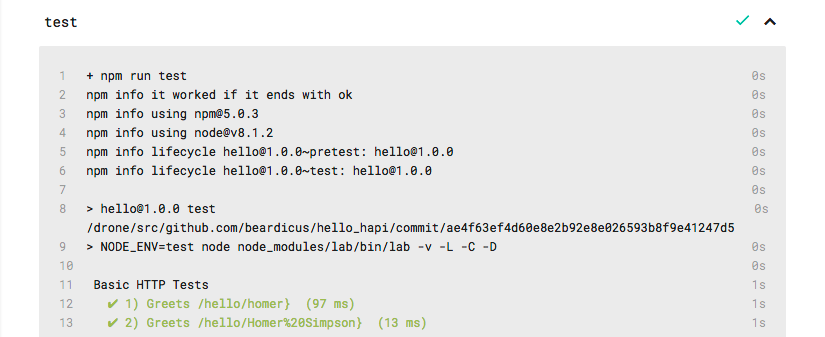 test
1 + npm run test 0s
2 npm info it worked if it ends with ok 0s
3 npm info using npm@5.0.3 0s
4 npm info using node@v8.1.2 0s
5 npm info lifecycle hello@1.0.0~pretest: hello@1.0.0 0s
6 npm info lifecycle hello@1.0.0~test: hello@1.0.0 0s
7 0s
8 > hello@1.0.0 test 0s
/drone/src/github.com/beardicus/hello_hapi/commit/ae4f63ef4d60e8e2b92e8e026593b8f9e41247d5
9 > NODE_ENV=test node node_modules/lab/bin/lab -v -L -C -D 0s
10 0s
11 Basic HTTP Tests 1s
12 ✔ 1) Greets /hello/homer} (97 ms) 1s
13 ✔ 2) Greets /hello/Homer%20Simpson} (13 ms) 1s